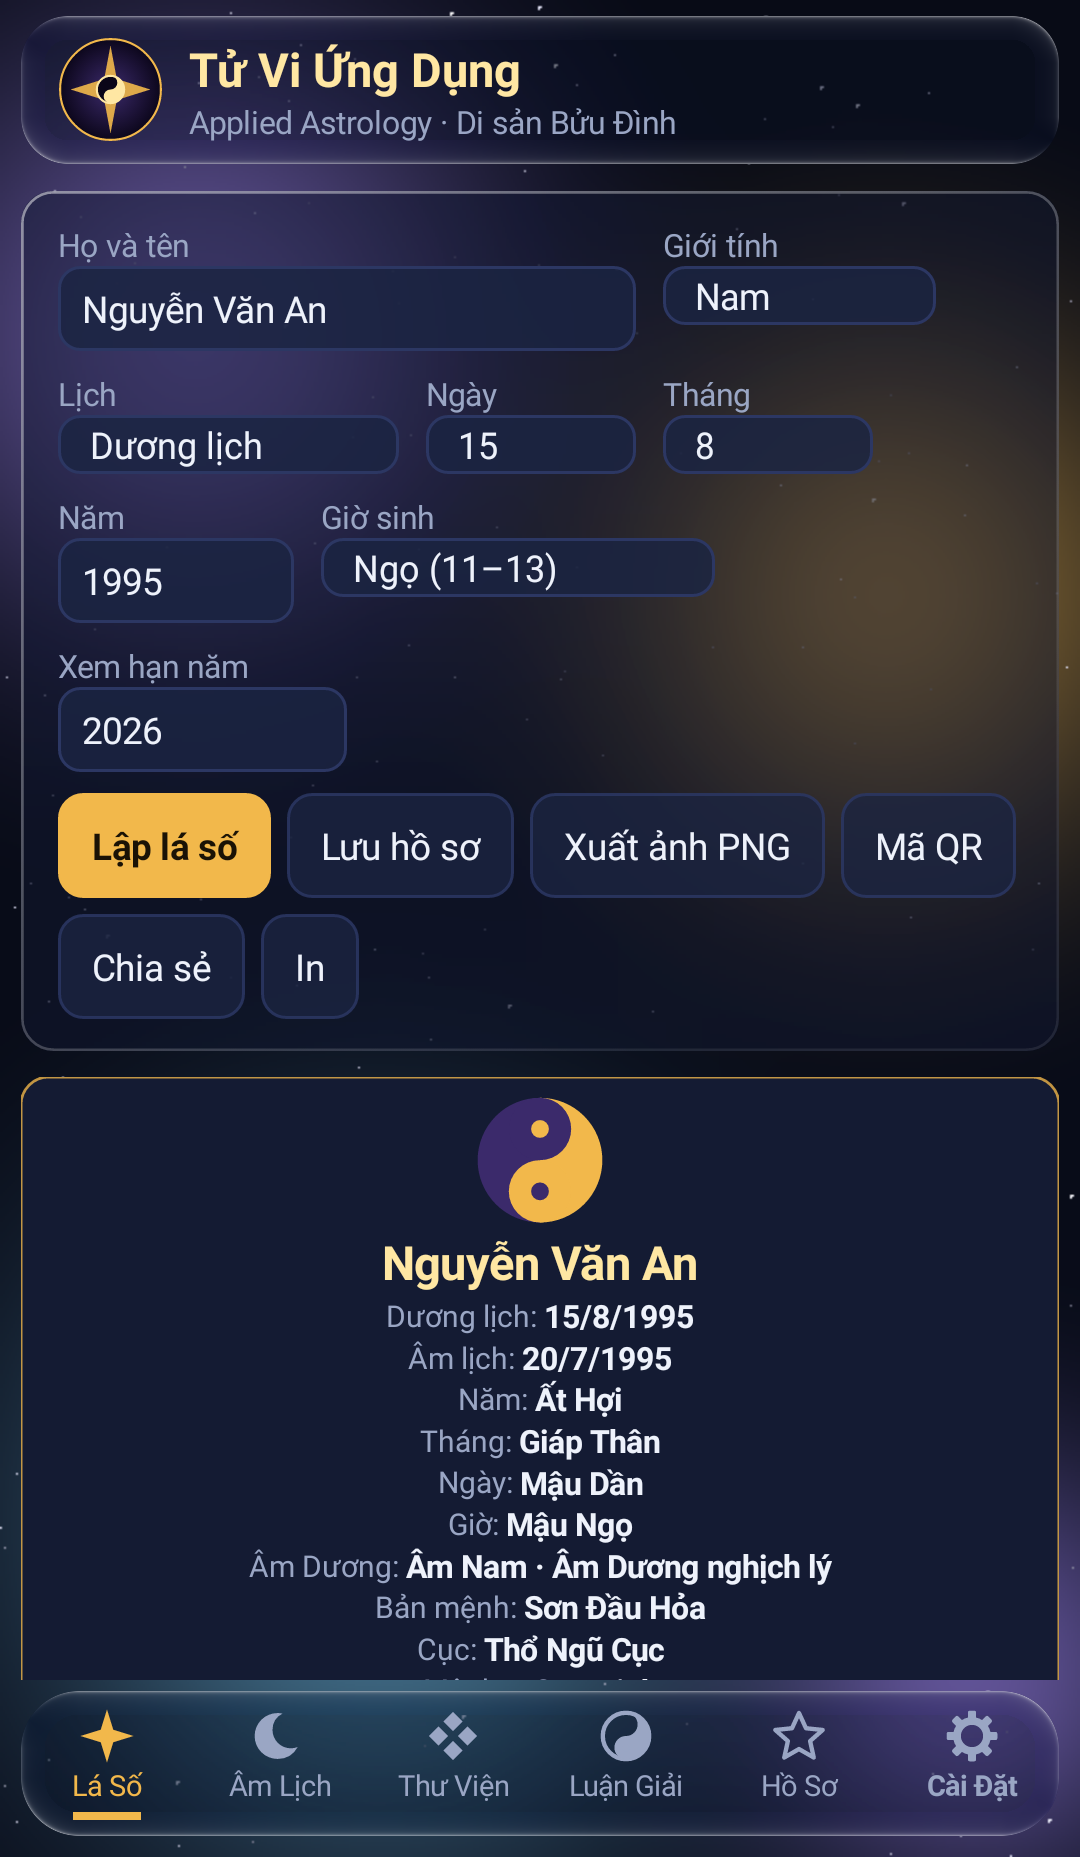 Tử Vi Ứng Dụng
Applied Astrology · Di sản Bửu Đình
Họ và tên
Giới tính
Nguyễn Văn An
Nam
Lịch
Ngày
Tháng
Dương lịch
15
8
Năm
Giờ sinh
1995
Ngọ (11–13)
Xem hạn năm
2026
Lập lá số
Lưu hồ sơ
Xuất ảnh PNG
Mã QR
Chia sẻ
In
Nguyễn Văn An
Dương lịch: 15/8/1995
Âm lịch: 20/7/1995
Năm: Ất Hợi
Tháng: Giáp Thân
Ngày: Mậu Dần
Giờ: Mậu Ngọ
Âm Dương: Âm Nam · Âm Dương nghịch lý
Bản mệnh: Sơn Đầu Hỏa
Cục: Thổ Ngũ Cục
Lá Số
Âm Lịch
Thư Viện
Luận Giải
Hồ Sơ
Cài Đặt